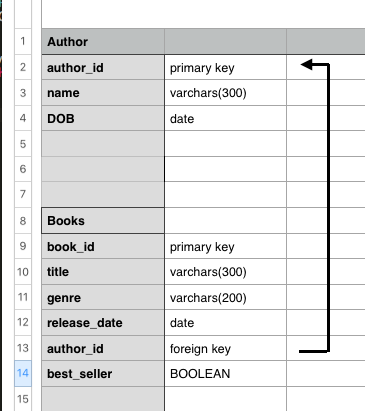 1 Author
2 author_id primary key
3 name varchars(300)
4 DOB date
5
6
7
8 Books
9 book_id primary key
10 title varchars(300)
11 genre varchars(200)
12 release_date date
13 author_id foreign key
14 best_seller BOOLEAN
15